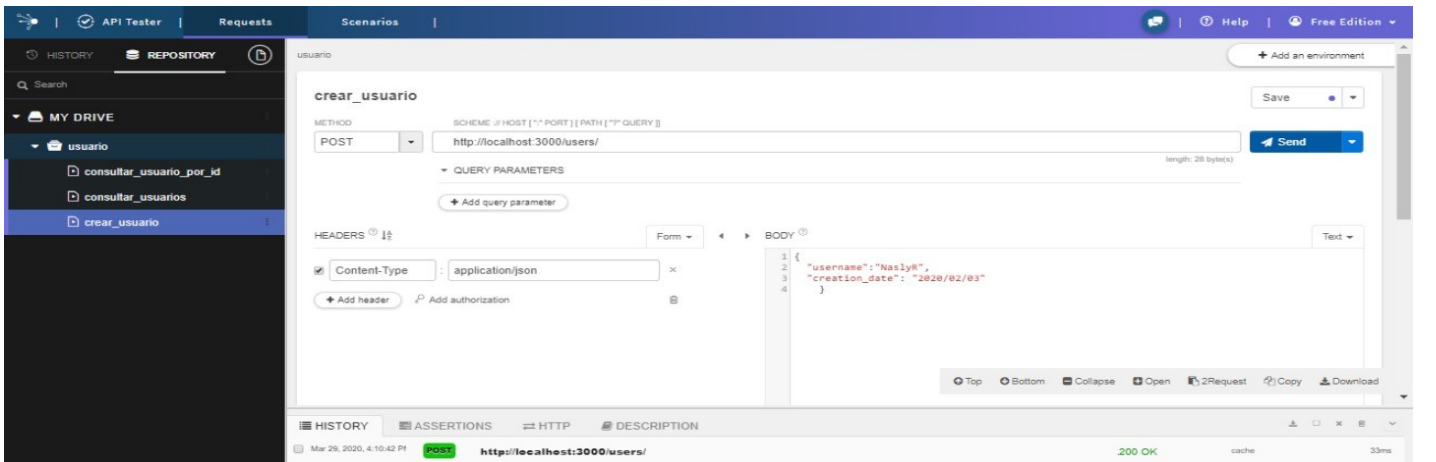 API Tester | Requests Scenarios | Help | Free Edition
HISTORY REPOSITORY
usuario
+ Add an environment
Search
MY DRIVE
usuario
consultar_usuario_por_id
consultar_usuarios
crear_usuario
crear_usuario
Save
METHOD
SCHEME :// HOST [ ":" PORT ] [ PATH [ "?" QUERY ]]
POST
http://localhost:3000/users/
Send
length: 28 byte(s)
QUERY PARAMETERS
+ Add query parameter
HEADERS
Form
BODY
Text
Content-Type : application/json
+ Add header
Add authorization
1 {
2 "username":"NaslyR",
3 "creation_date": "2020/02/03"
4 }
Top Bottom Collapse Open 2Request Copy Download
HISTORY ASSERTIONS HTTP DESCRIPTION
Mar 29, 2020, 4:10:42 PM POST http://localhost:3000/users/ 200 OK cache 33ms